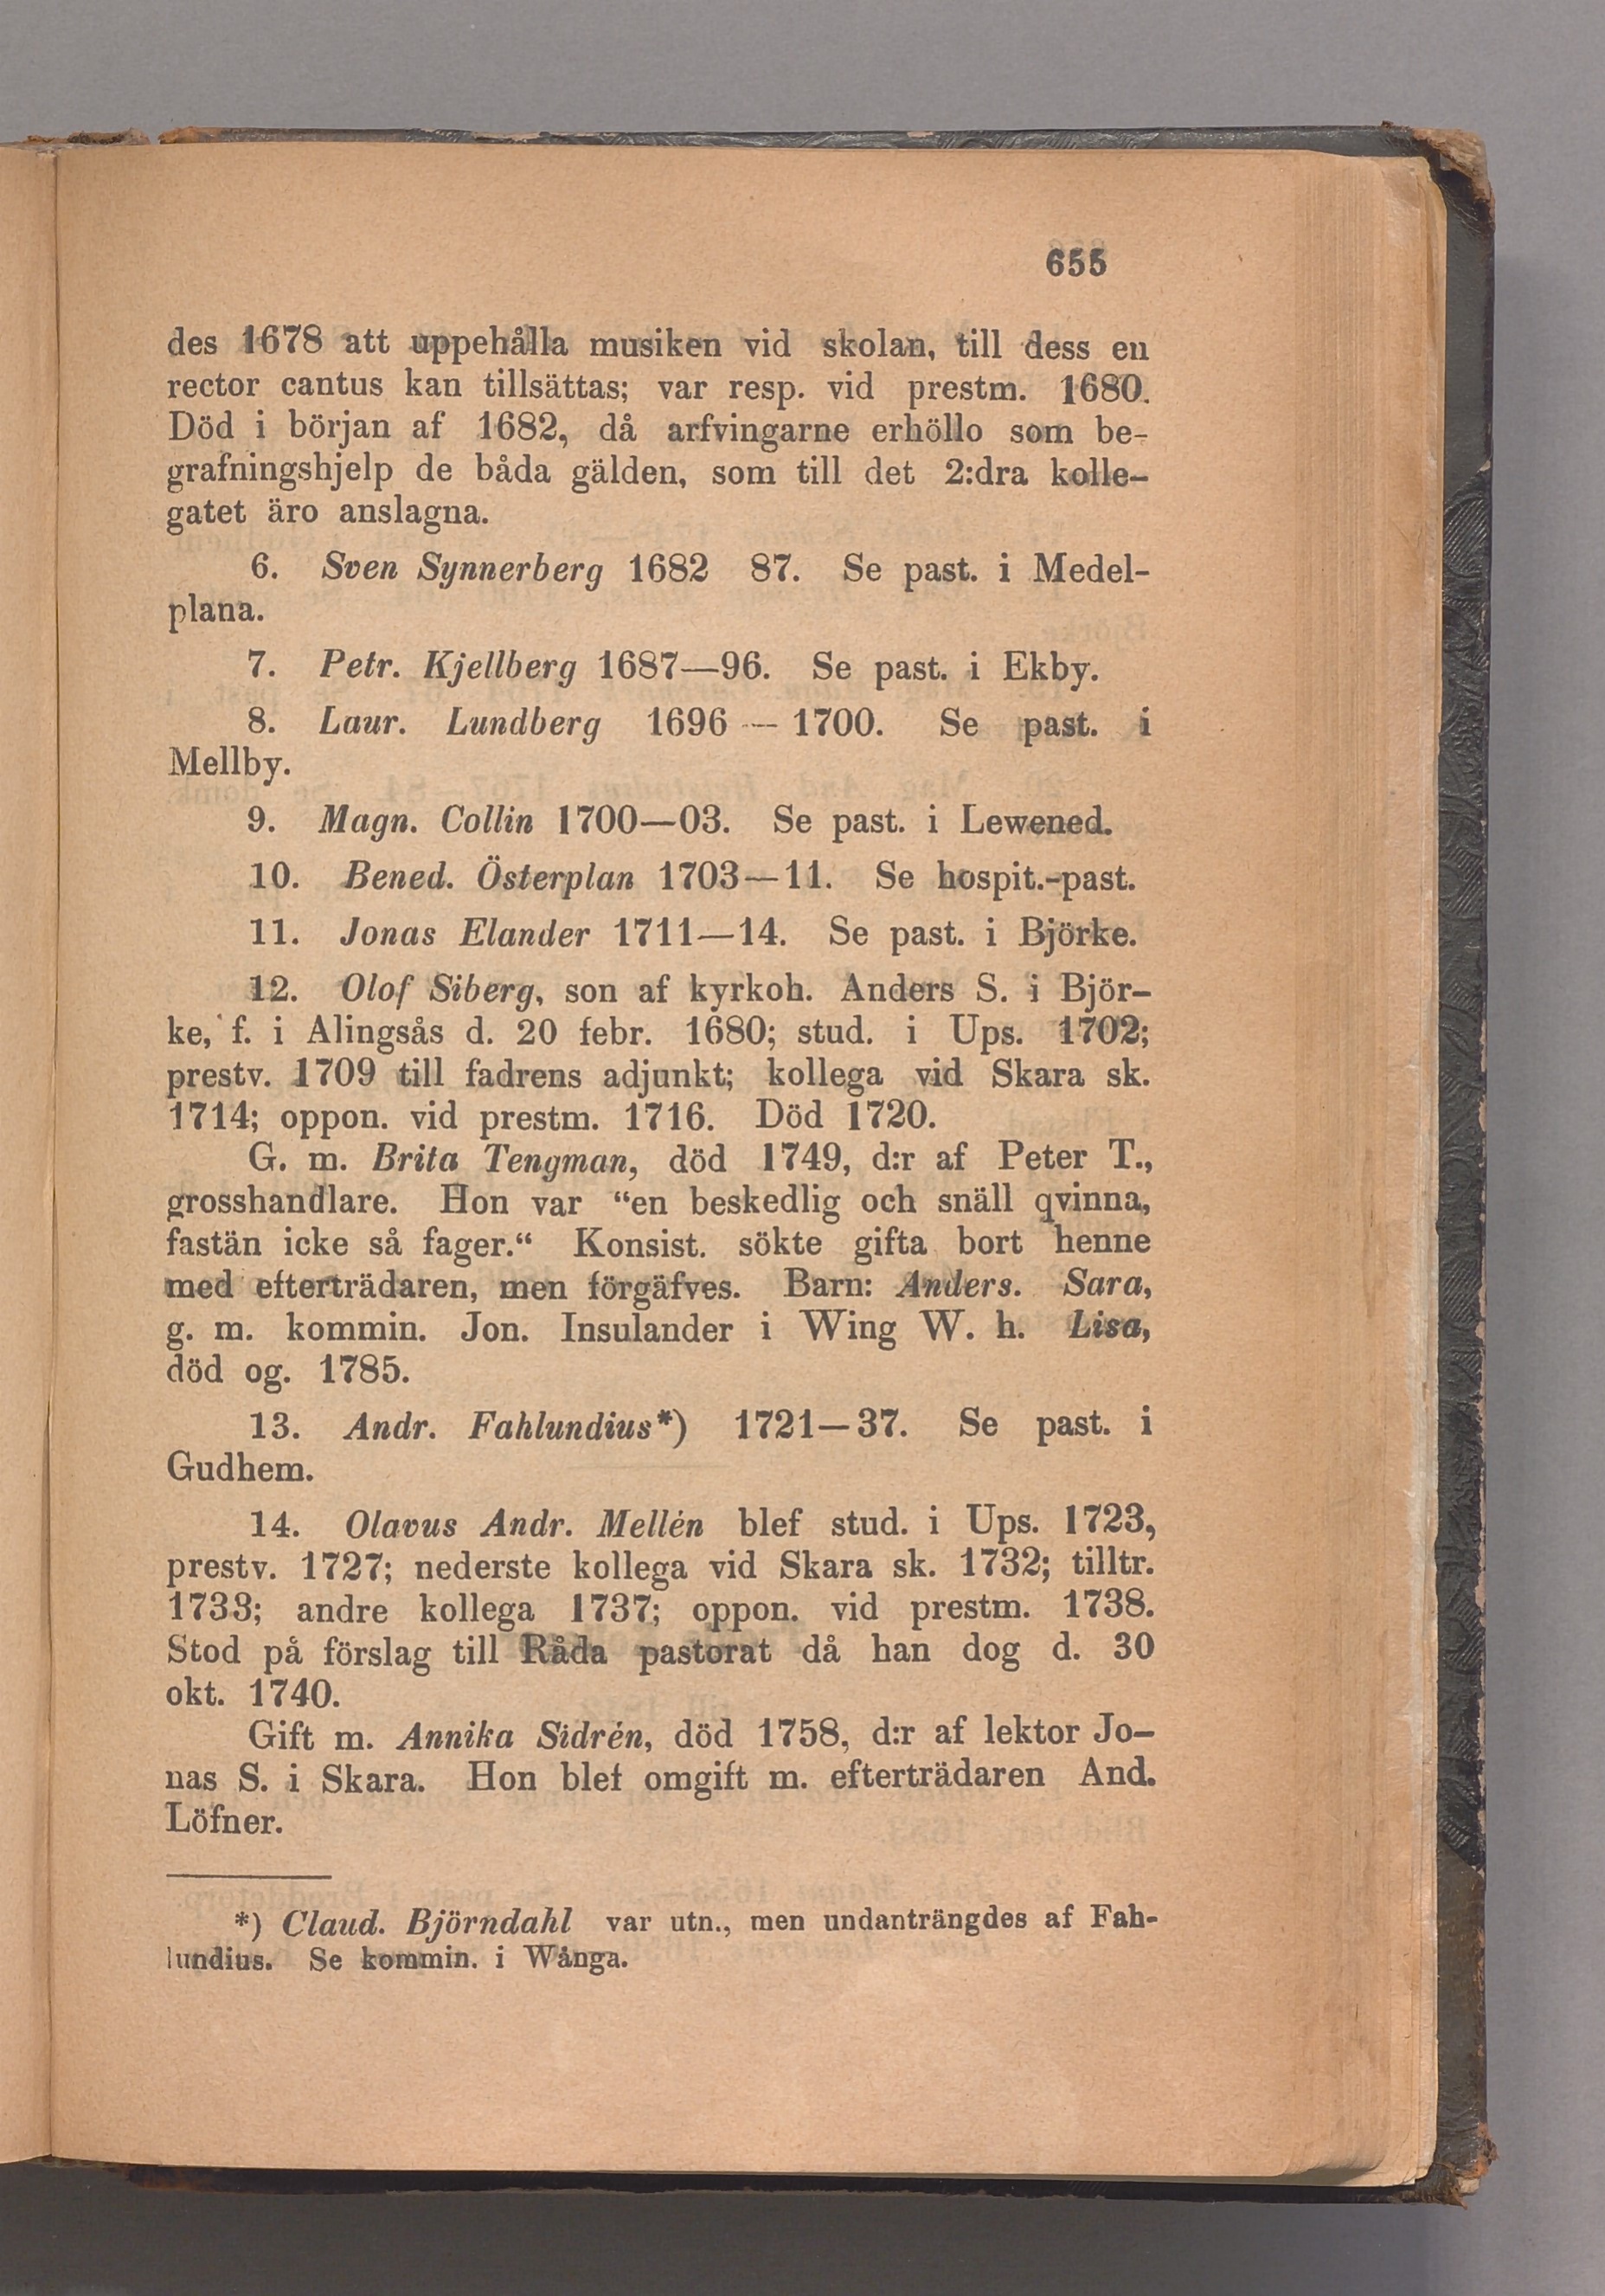 655
des 1678 att uppehålla musiken vid skolan, till dess en
rector cantus kan tillsättas; var resp. vid prestm. 1680.
Död i början af 1682, då arfvingarne erhöllo som be-
grafningshjelp de båda gälden, som till det 2:dra kolle-
gatet äro anslagna.
6. Sven Synnerberg 1682 87. Se past. i Medel-
plana.
7. Petr. Kjellberg 1687—96. Se past. i Ekby.
8. Laur. Lundberg 1696 — 1700. Se past. i
Mellby.
9. Magn. Collin 1700—03. Se past. i Lewened.
10. Bened. Österplan 1703—11. Se hospit.-past.
11. Jonas Elander 1711—14. Se past. i Björke.
12. Olof Siberg, son af kyrkoh. Anders S. i Björ-
ke, f. i Alingsås d. 20 febr. 1680; stud. i Ups. 1702;
prestv. 1709 till fadrens adjunkt; kollega vid Skara sk.
1714; oppon. vid prestm. 1716. Död 1720.
G. m. Brita Tengman, död 1749, d:r af Peter T.,
grosshandlare. Hon var “en beskedlig och snäll qvinna,
fastän icke så fager.“ Konsist. sökte gifta bort henne
med efterträdaren, men förgäfves. Barn: Anders. Sara,
g. m. kommin. Jon. Insulander i Wing W. h. Lisa,
död og. 1785.
13. Andr. Fahlundius*) 1721—37. Se past. i
Gudhem.
14. Olavus Andr. Mellén blef stud. i Ups. 1723,
prestv. 1727; nederste kollega vid Skara sk. 1732; tilltr.
1733; andre kollega 1737; oppon. vid prestm. 1738.
Stod på förslag till Råda pastorat då han dog d. 30
okt. 1740.
Gift m. Annika Sidrén, död 1758, d:r af lektor Jo-
nas S. i Skara. Hon blef omgift m. efterträdaren And.
Löfner.
*) Claud. Björndahl var utn., men undanträngdes af Fah-
lundius. Se kommin. i Wånga.